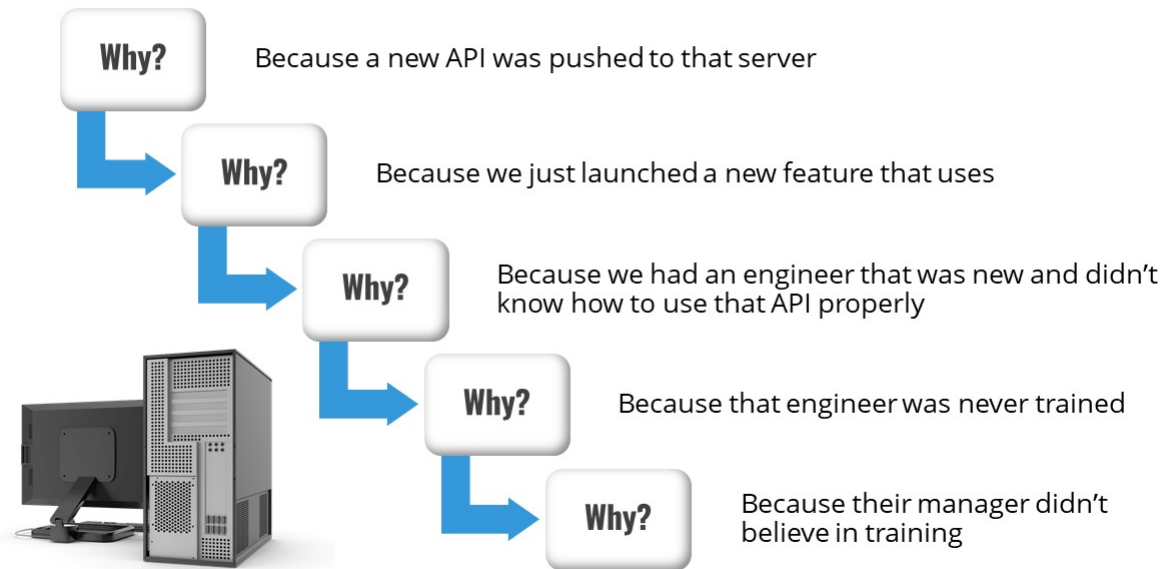 Why?
Because a new API was pushed to that server
Why?
Because we just launched a new feature that uses
Why?
Because we had an engineer that was new and didn’t
know how to use that API properly
Why?
Because that engineer was never trained
Why?
Because their manager didn’t
believe in training